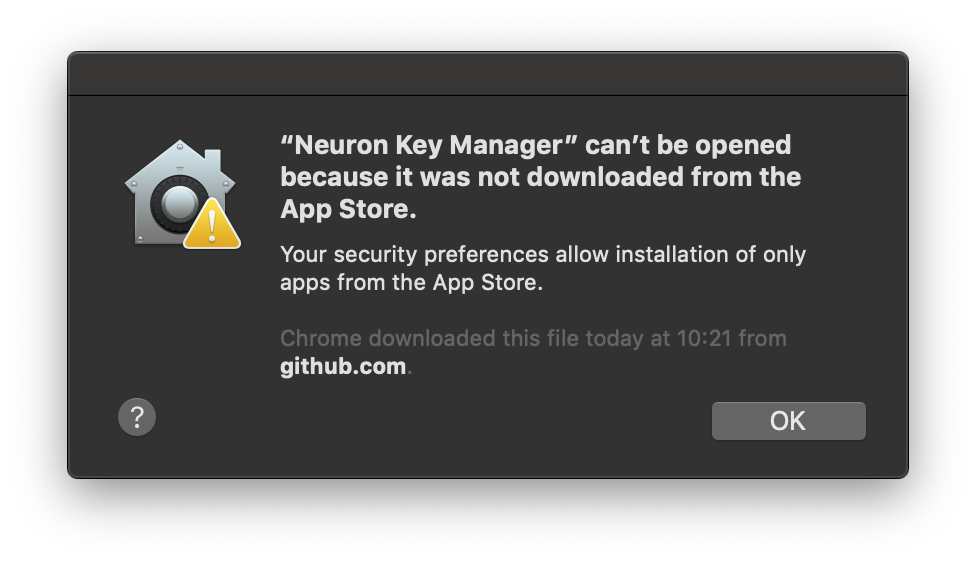 “Neuron Key Manager” can’t be opened
because it was not downloaded from the
App Store.
Your security preferences allow installation of only
apps from the App Store.
Chrome downloaded this file today at 10:21 from
github.com.
?
OK